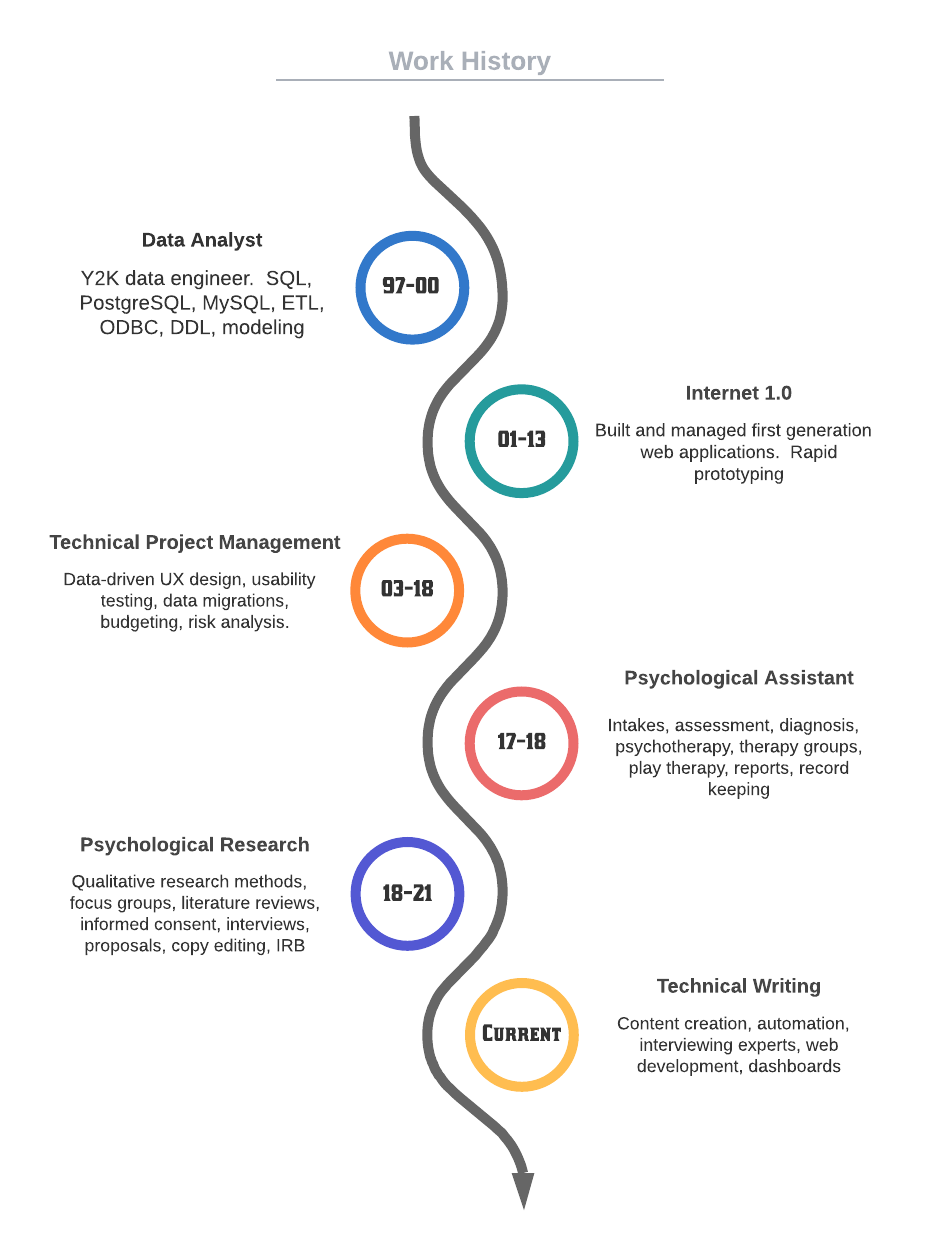 Work History
Data Analyst
Y2K data engineer.  SQL,
PostgreSQL, MySQL, ETL,
ODBC, DDL, modeling
97-00
Internet 1.0
Built and managed first generation
web applications.  Rapid
prototyping
01-13
Technical Project Management
Data-driven UX design, usability
testing, data migrations,
budgeting, risk analysis.
03-18
Psychological Assistant
Intakes, assessment, diagnosis,
psychotherapy, therapy groups,
play therapy, reports, record
keeping
17-18
Psychological Research
Qualitative research methods,
focus groups, literature reviews,
informed consent, interviews,
proposals, copy editing, IRB
18-21
Technical Writing
Content creation, automation,
interviewing experts, web
development, dashboards
Current